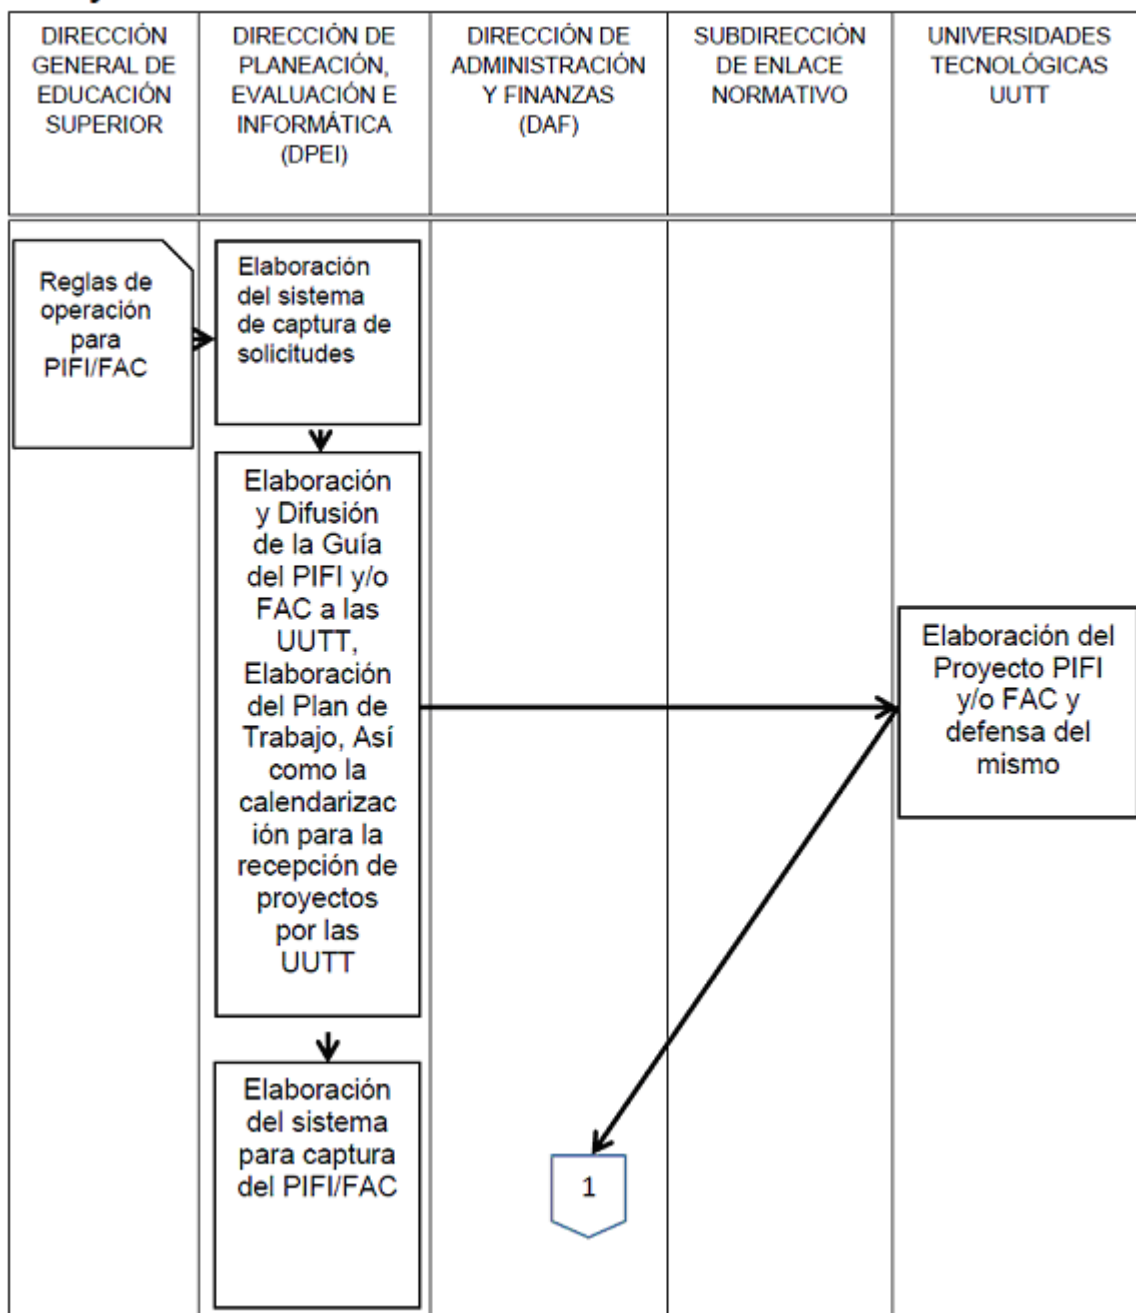 DIRECCIÓN
GENERAL DE
EDUCACIÓN
SUPERIOR
DIRECCIÓN DE
PLANEACIÓN,
EVALUACIÓN E
INFORMÁTICA
(DPEI)
DIRECCIÓN DE
ADMINISTRACIÓN
Y FINANZAS
(DAF)
SUBDIRECCIÓN
DE ENLACE
NORMATIVO
UNIVERSIDADES
TECNOLÓGICAS
UUTT
Reglas de
operación
para
PIFI/FAC
Elaboración
del sistema
de captura de
solicitudes
Elaboración
y Difusión
de la Guía
del PIFI y/o
FAC a las
UUTT,
Elaboración
del Plan de
Trabajo, Así
como la
calendarizac
ión para la
recepción de
proyectos
por las
UUTT
Elaboración del
Proyecto PIFI
y/o FAC y
defensa del
mismo
Elaboración
del sistema
para captura
del PIFI/FAC
1